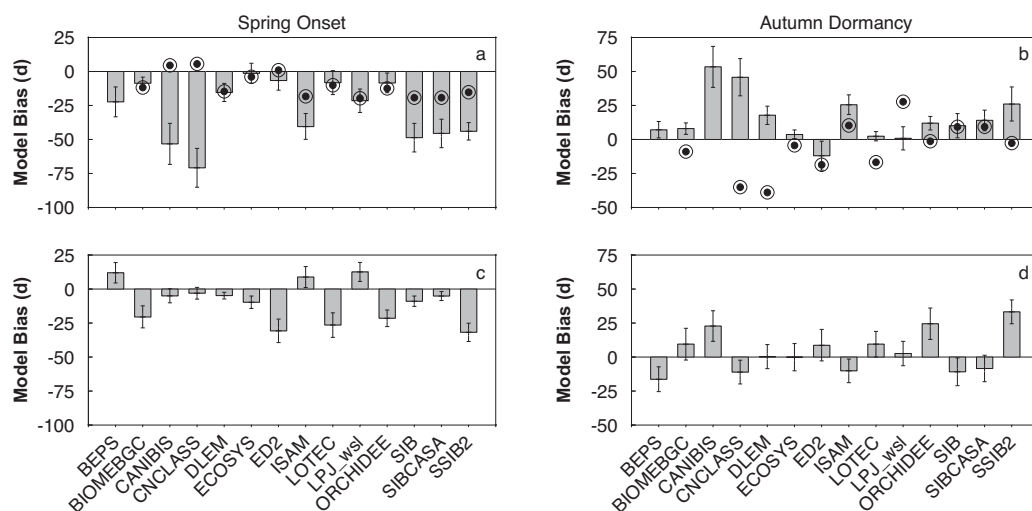 Spring Onset
Autumn Dormancy
Model Bias (d)
25
0
-25
-50
-75
-100
a
Model Bias (d)
75
50
25
0
-25
-50
b
Model Bias (d)
25
0
-25
-50
-75
-100
c
Model Bias (d)
75
50
25
0
-25
-50
d
BEPS
BIOMEBGC
CANIBIS
CNCLASS
DLEM
ECOSYS
ED2
ISAM
LOTEC
LPJ_wsl
ORCHIDEE
SIB
SIBCASA
SSIB2
BEPS
BIOMEBGC
CANIBIS
CNCLASS
DLEM
ECOSYS
ED2
ISAM
LOTEC
LPJ_wsl
ORCHIDEE
SIB
SIBCASA
SSIB2